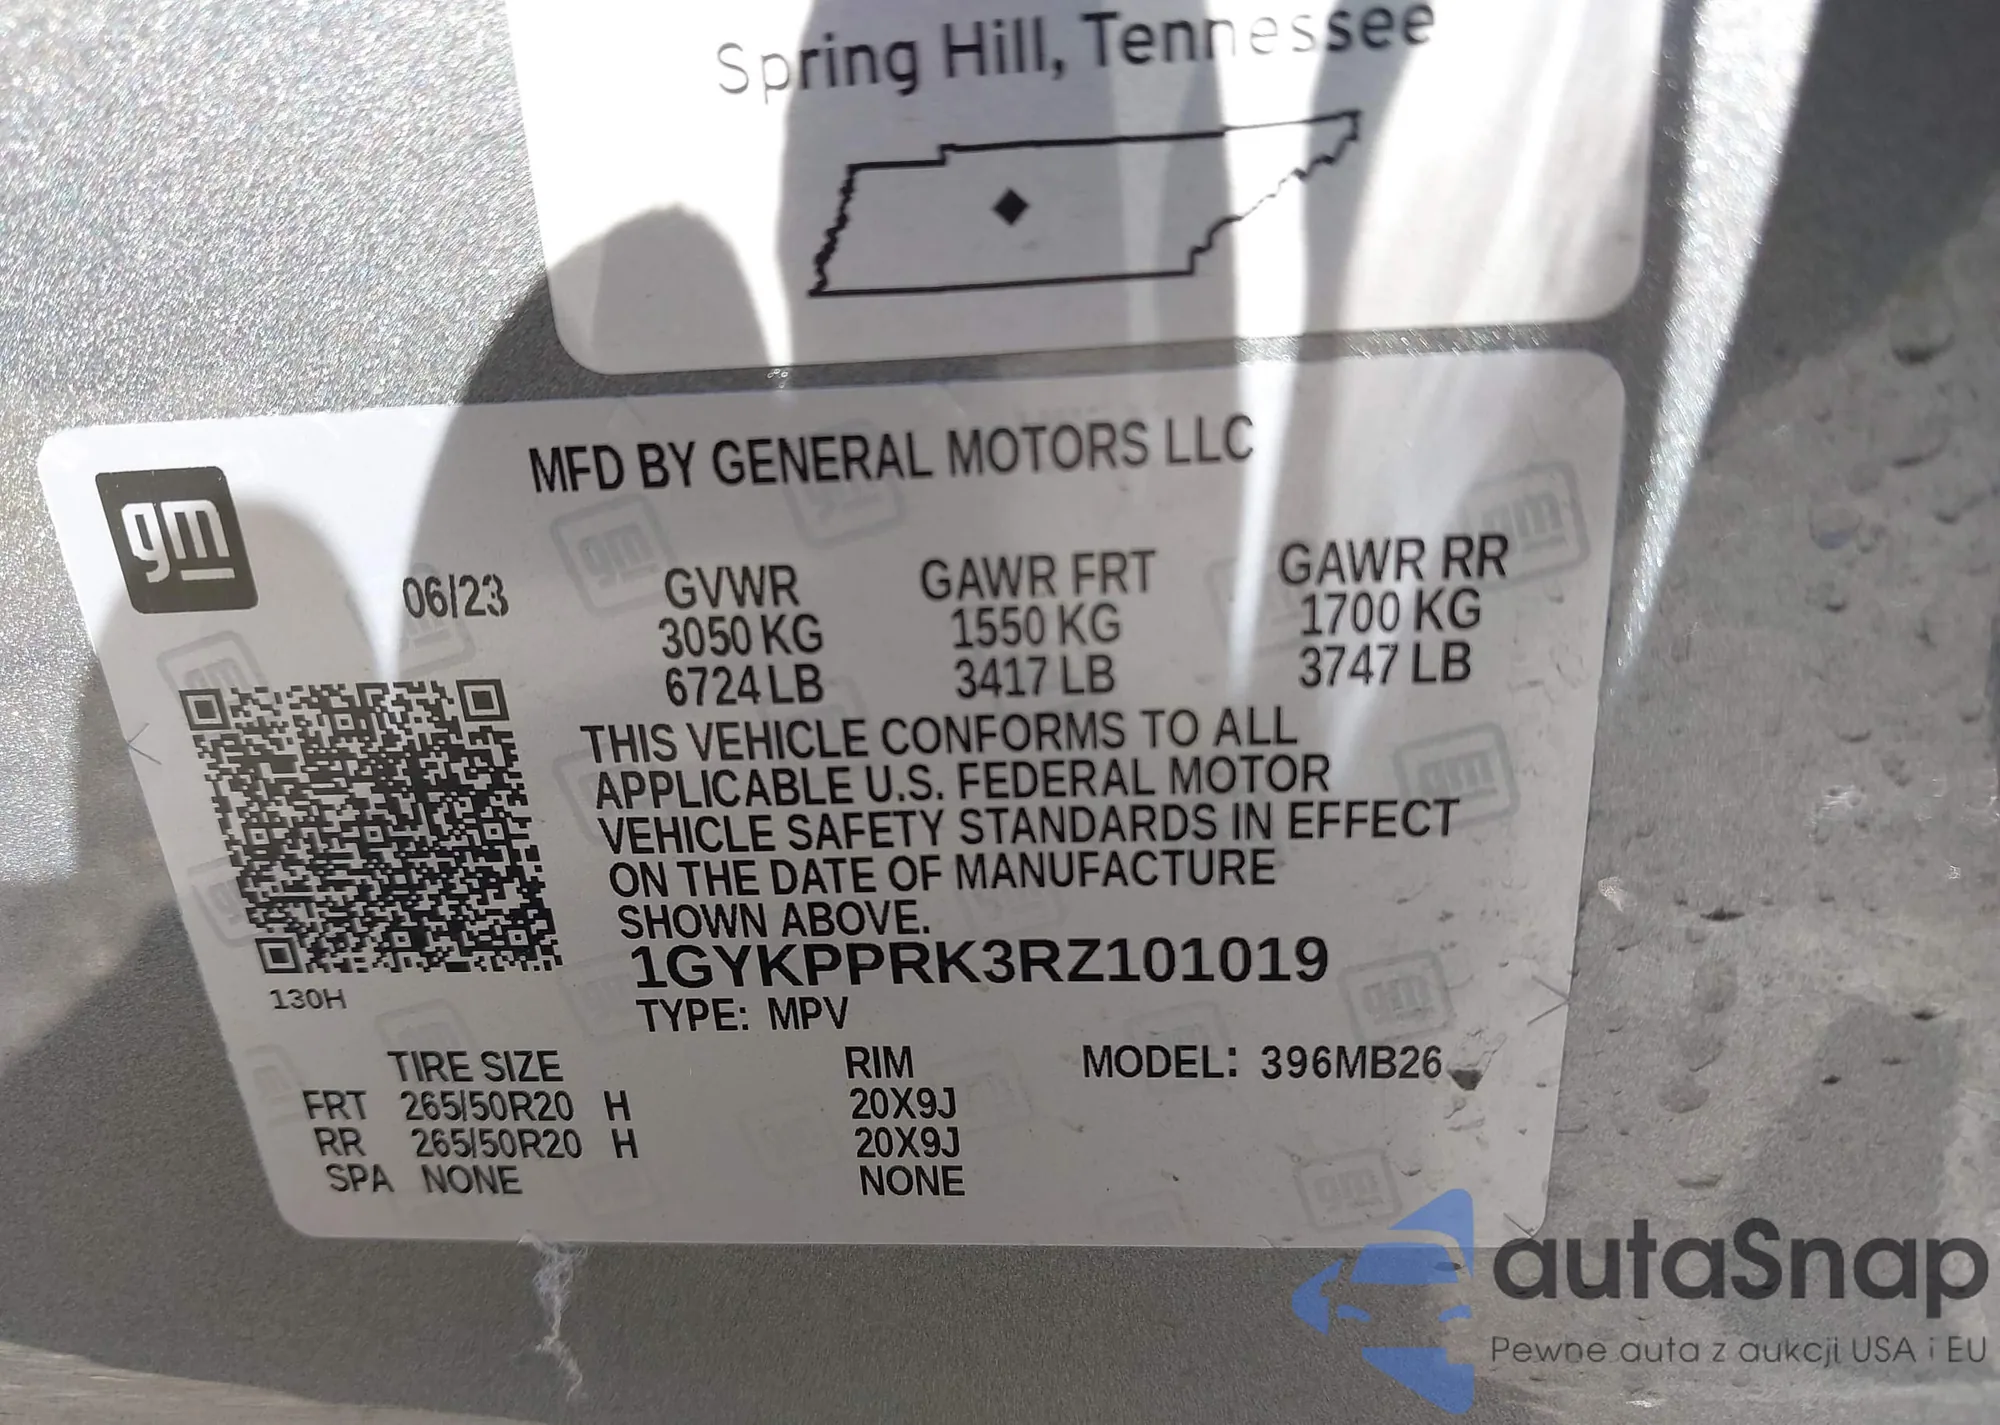 Spring Hill, Tennessee
MFD BY GENERAL MOTORS LLC
gm
06/23 GVWR GAWR FRT GAWR RR
3050 KG 1550 KG 1700 KG
6724 LB 3417 LB 3747 LB
THIS VEHICLE CONFORMS TO ALL
APPLICABLE U.S. FEDERAL MOTOR
VEHICLE SAFETY STANDARDS IN EFFECT
ON THE DATE OF MANUFACTURE
SHOWN ABOVE.
1GYKPPRK3RZ101019
130H
TYPE: MPV
TIRE SIZE RIM MODEL: 396MB26
FRT 265/50R20 H 20X9J
RR 265/50R20 H 20X9J
SPA NONE NONE
autaSnap
Pewne auta z aukcji USA i EU